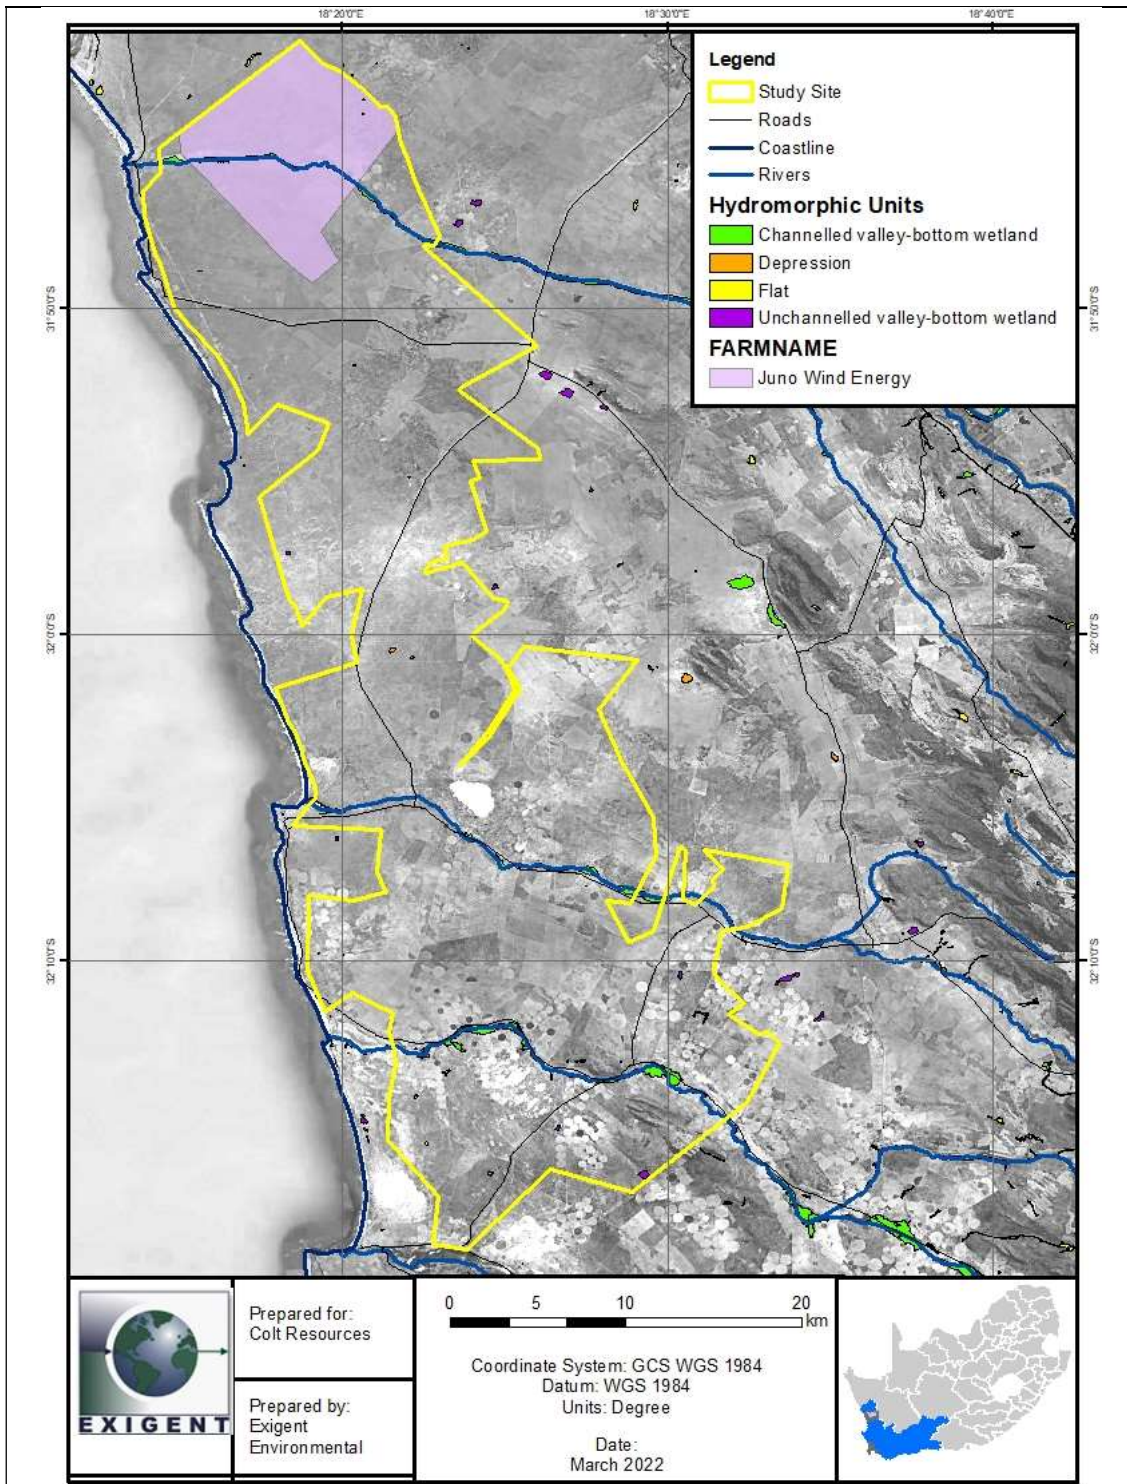 18°20'0"E
18°30'0"E
18°40'0"E
Legend
Study Site
Roads
Coastline
Rivers
Hydromorphic Units
Channelled valley-bottom wetland
Depression
Flat
Unchannelled valley-bottom wetland
FARMNAME
Juno Wind Energy
31°50'0"S
31°50'0"S
32°0'0"S
32°0'0"S
32°10'0"S
32°10'0"S
EXIGENT
Prepared for:
Colt Resources
Prepared by:
Exigent
Environmental
0 5 10 20
km
Coordinate System: GCS WGS 1984
Datum: WGS 1984
Units: Degree
Date:
March 2022